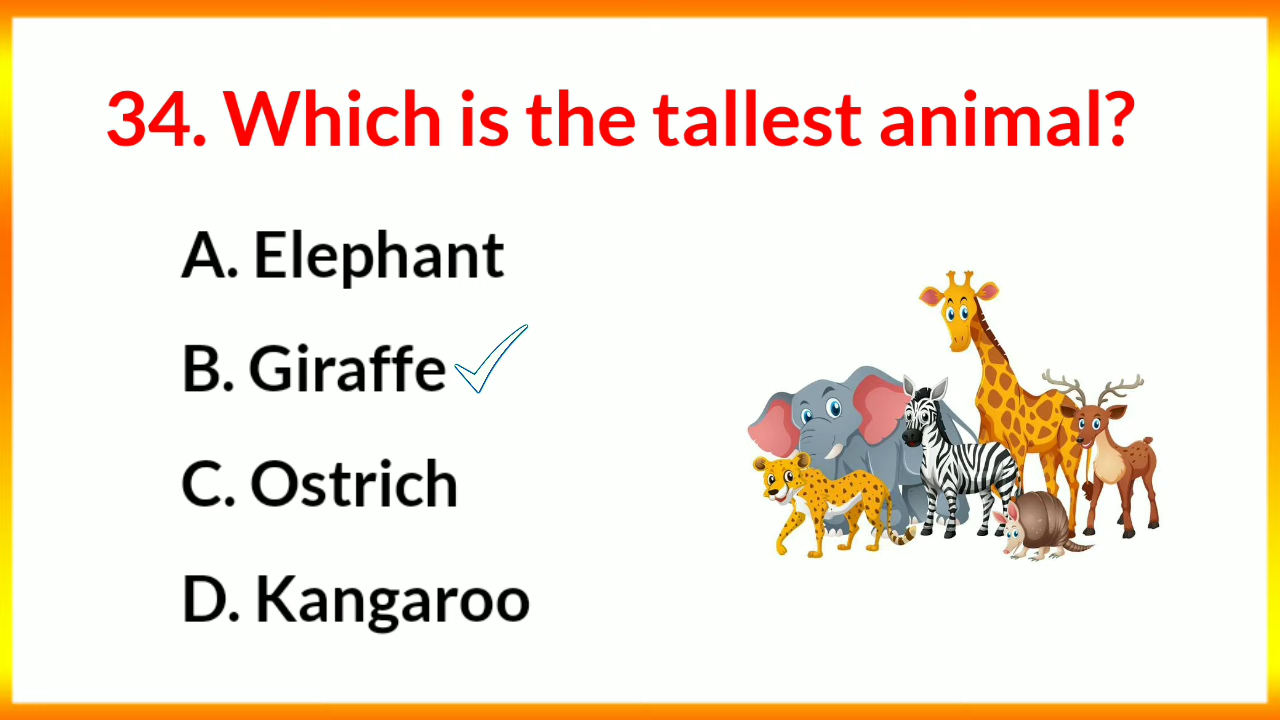 34. Which is the tallest animal?
A. Elephant
B. Giraffe
C. Ostrich
D. Kangaroo